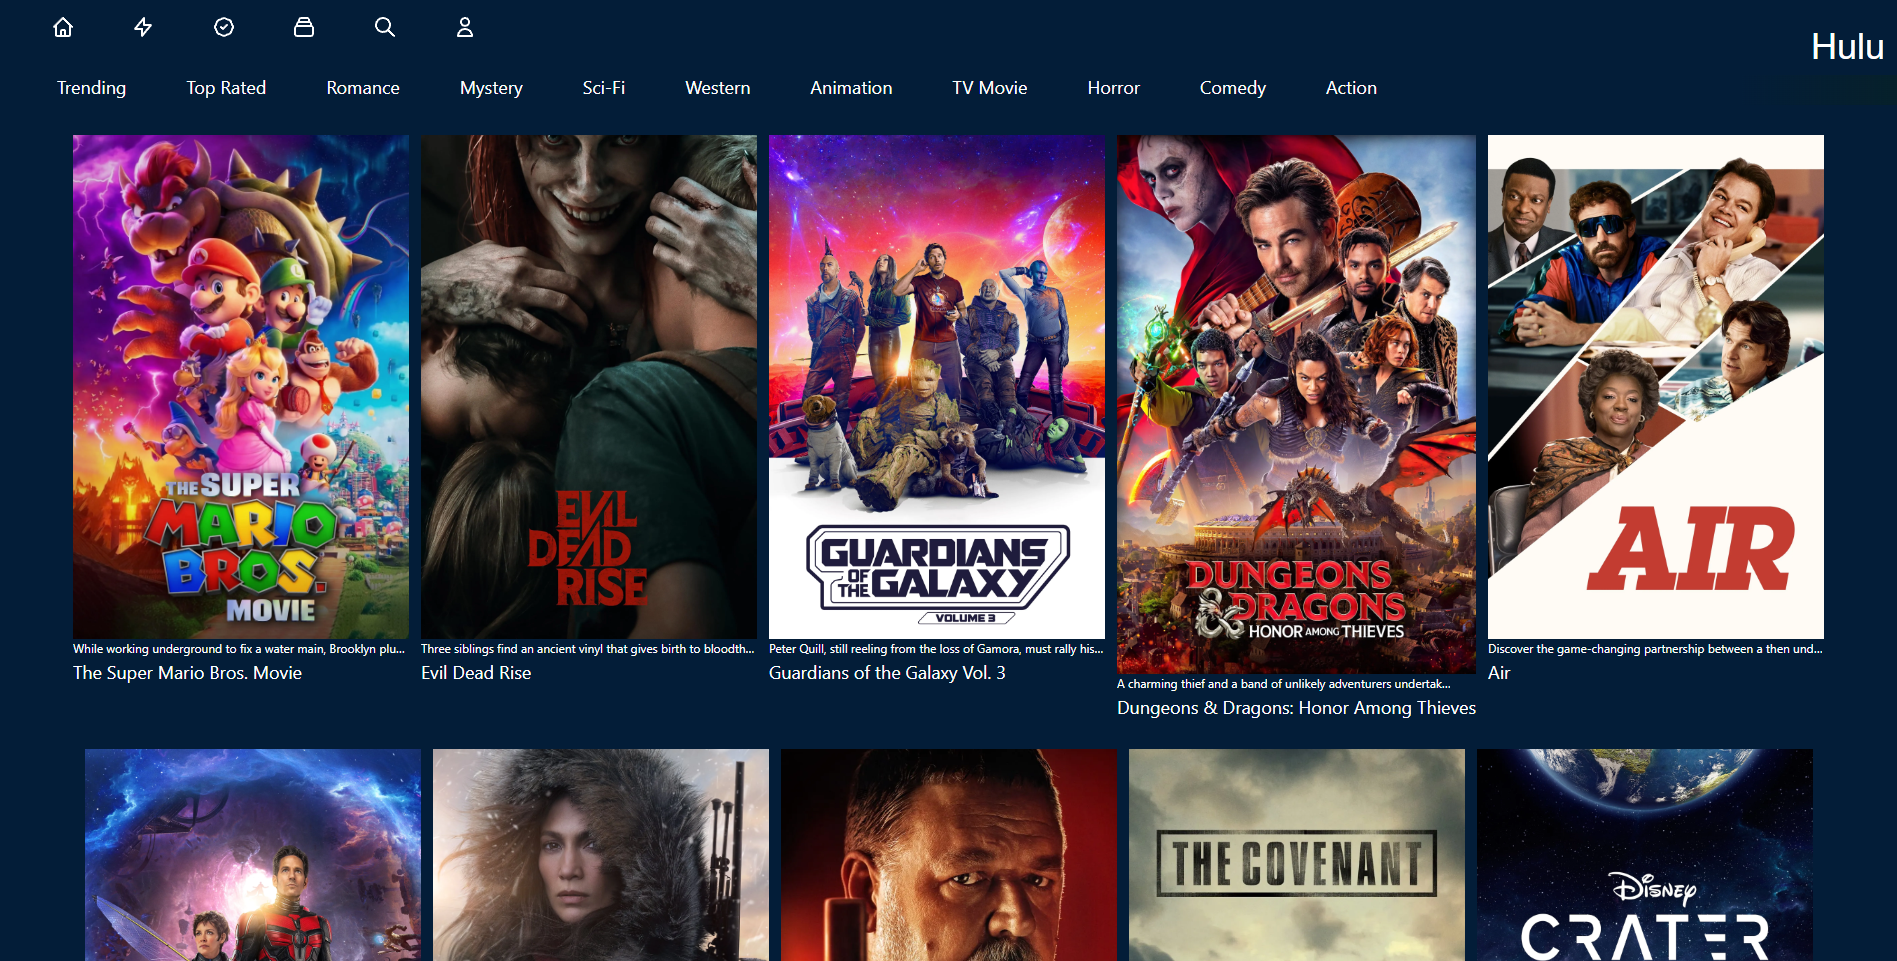 Hulu
Trending Top Rated Romance Mystery Sci-Fi Western Animation TV Movie Horror Comedy Action
THE SUPER
MARIO
BROS.
MOVIE
While working underground to fix a water main, Brooklyn plu...
The Super Mario Bros. Movie
EVIL
DEAD
RISE
Three siblings find an ancient vinyl that gives birth to bloodth...
Evil Dead Rise
GUARDIANS
OF THE GALAXY
VOLUME 3
Peter Quill, still reeling from the loss of Gamora, must rally his...
Guardians of the Galaxy Vol. 3
DUNGEONS
& DRAGONS
HONOR AMONG THIEVES
A charming thief and a band of unlikely adventurers undertak...
Dungeons & Dragons: Honor Among Thieves
AIR
Discover the game-changing partnership between a then und...
Air
THE COVENANT
DISNEY
CRATER